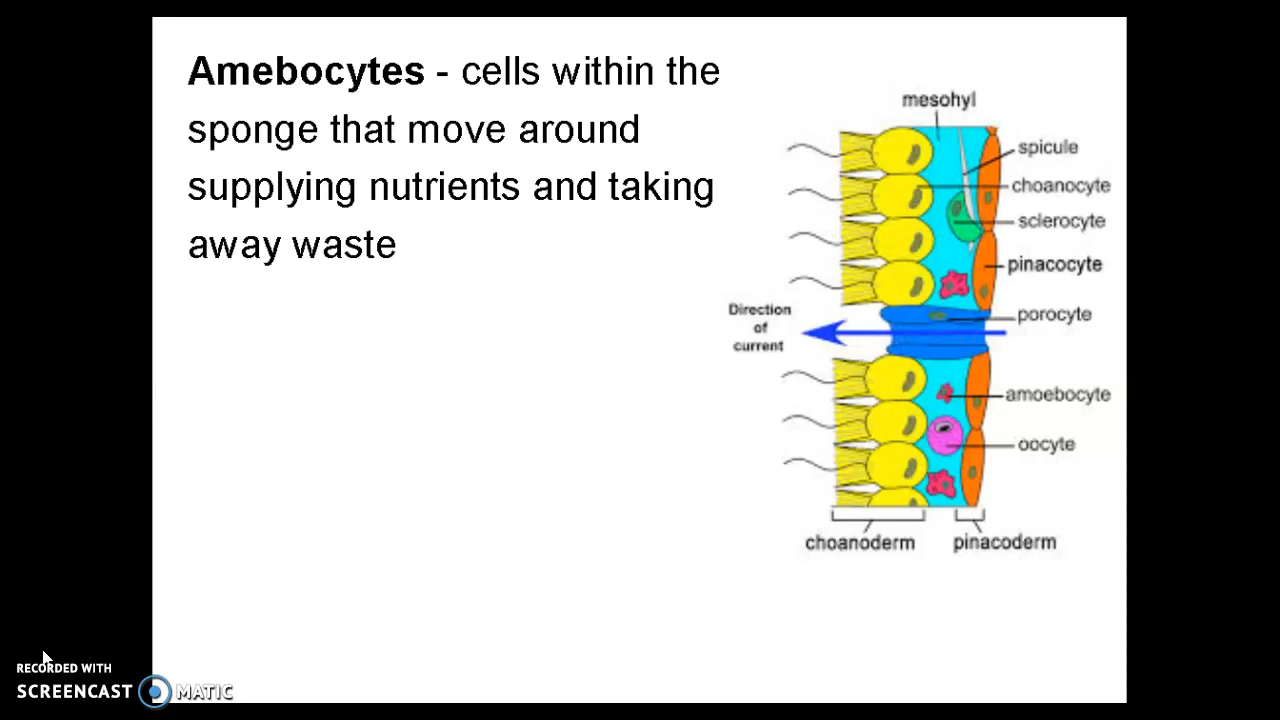 Amebocytes - cells within the
sponge that move around
supplying nutrients and taking
away waste
mesohyl
spicule
choanocyte
sclerocyte
pinacocyte
porocyte
Direction
of
current
amoebocyte
oocyte
choanoderm
pinacoderm
RECORDED WITH
SCREENCAST MATIC